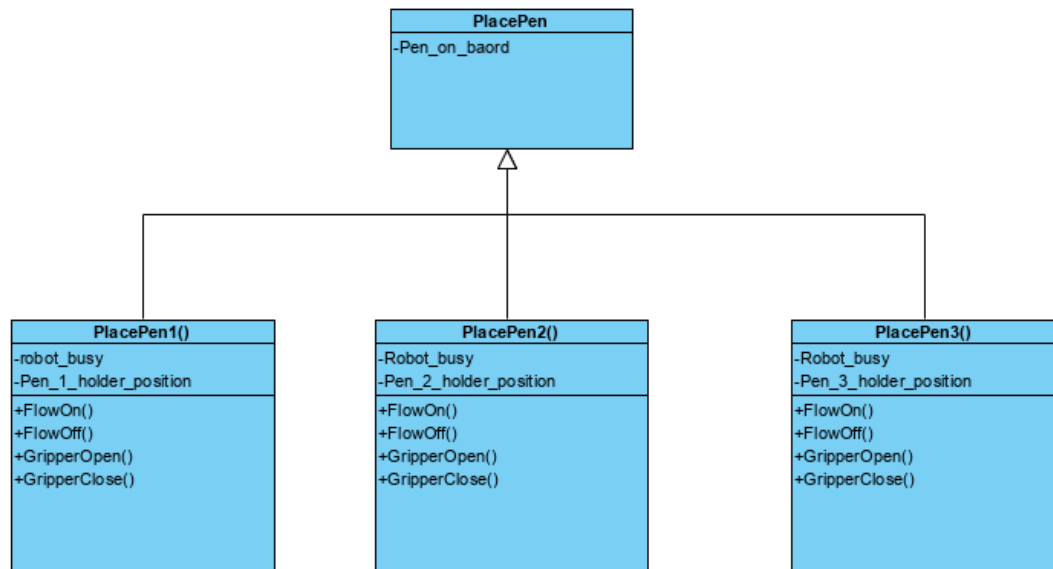 PlacePen
-Pen_on_baord
PlacePen1()
-robot_busy
-Pen_1_holder_position
+FlowOn()
+FlowOff()
+GripperOpen()
+GripperClose()
PlacePen2()
-Robot_busy
-Pen_2_holder_position
+FlowOn()
+FlowOff()
+GripperOpen()
+GripperClose()
PlacePen3()
-Robot_busy
-Pen_3_holder_position
+FlowOn()
+FlowOff()
+GripperOpen()
+GripperClose()